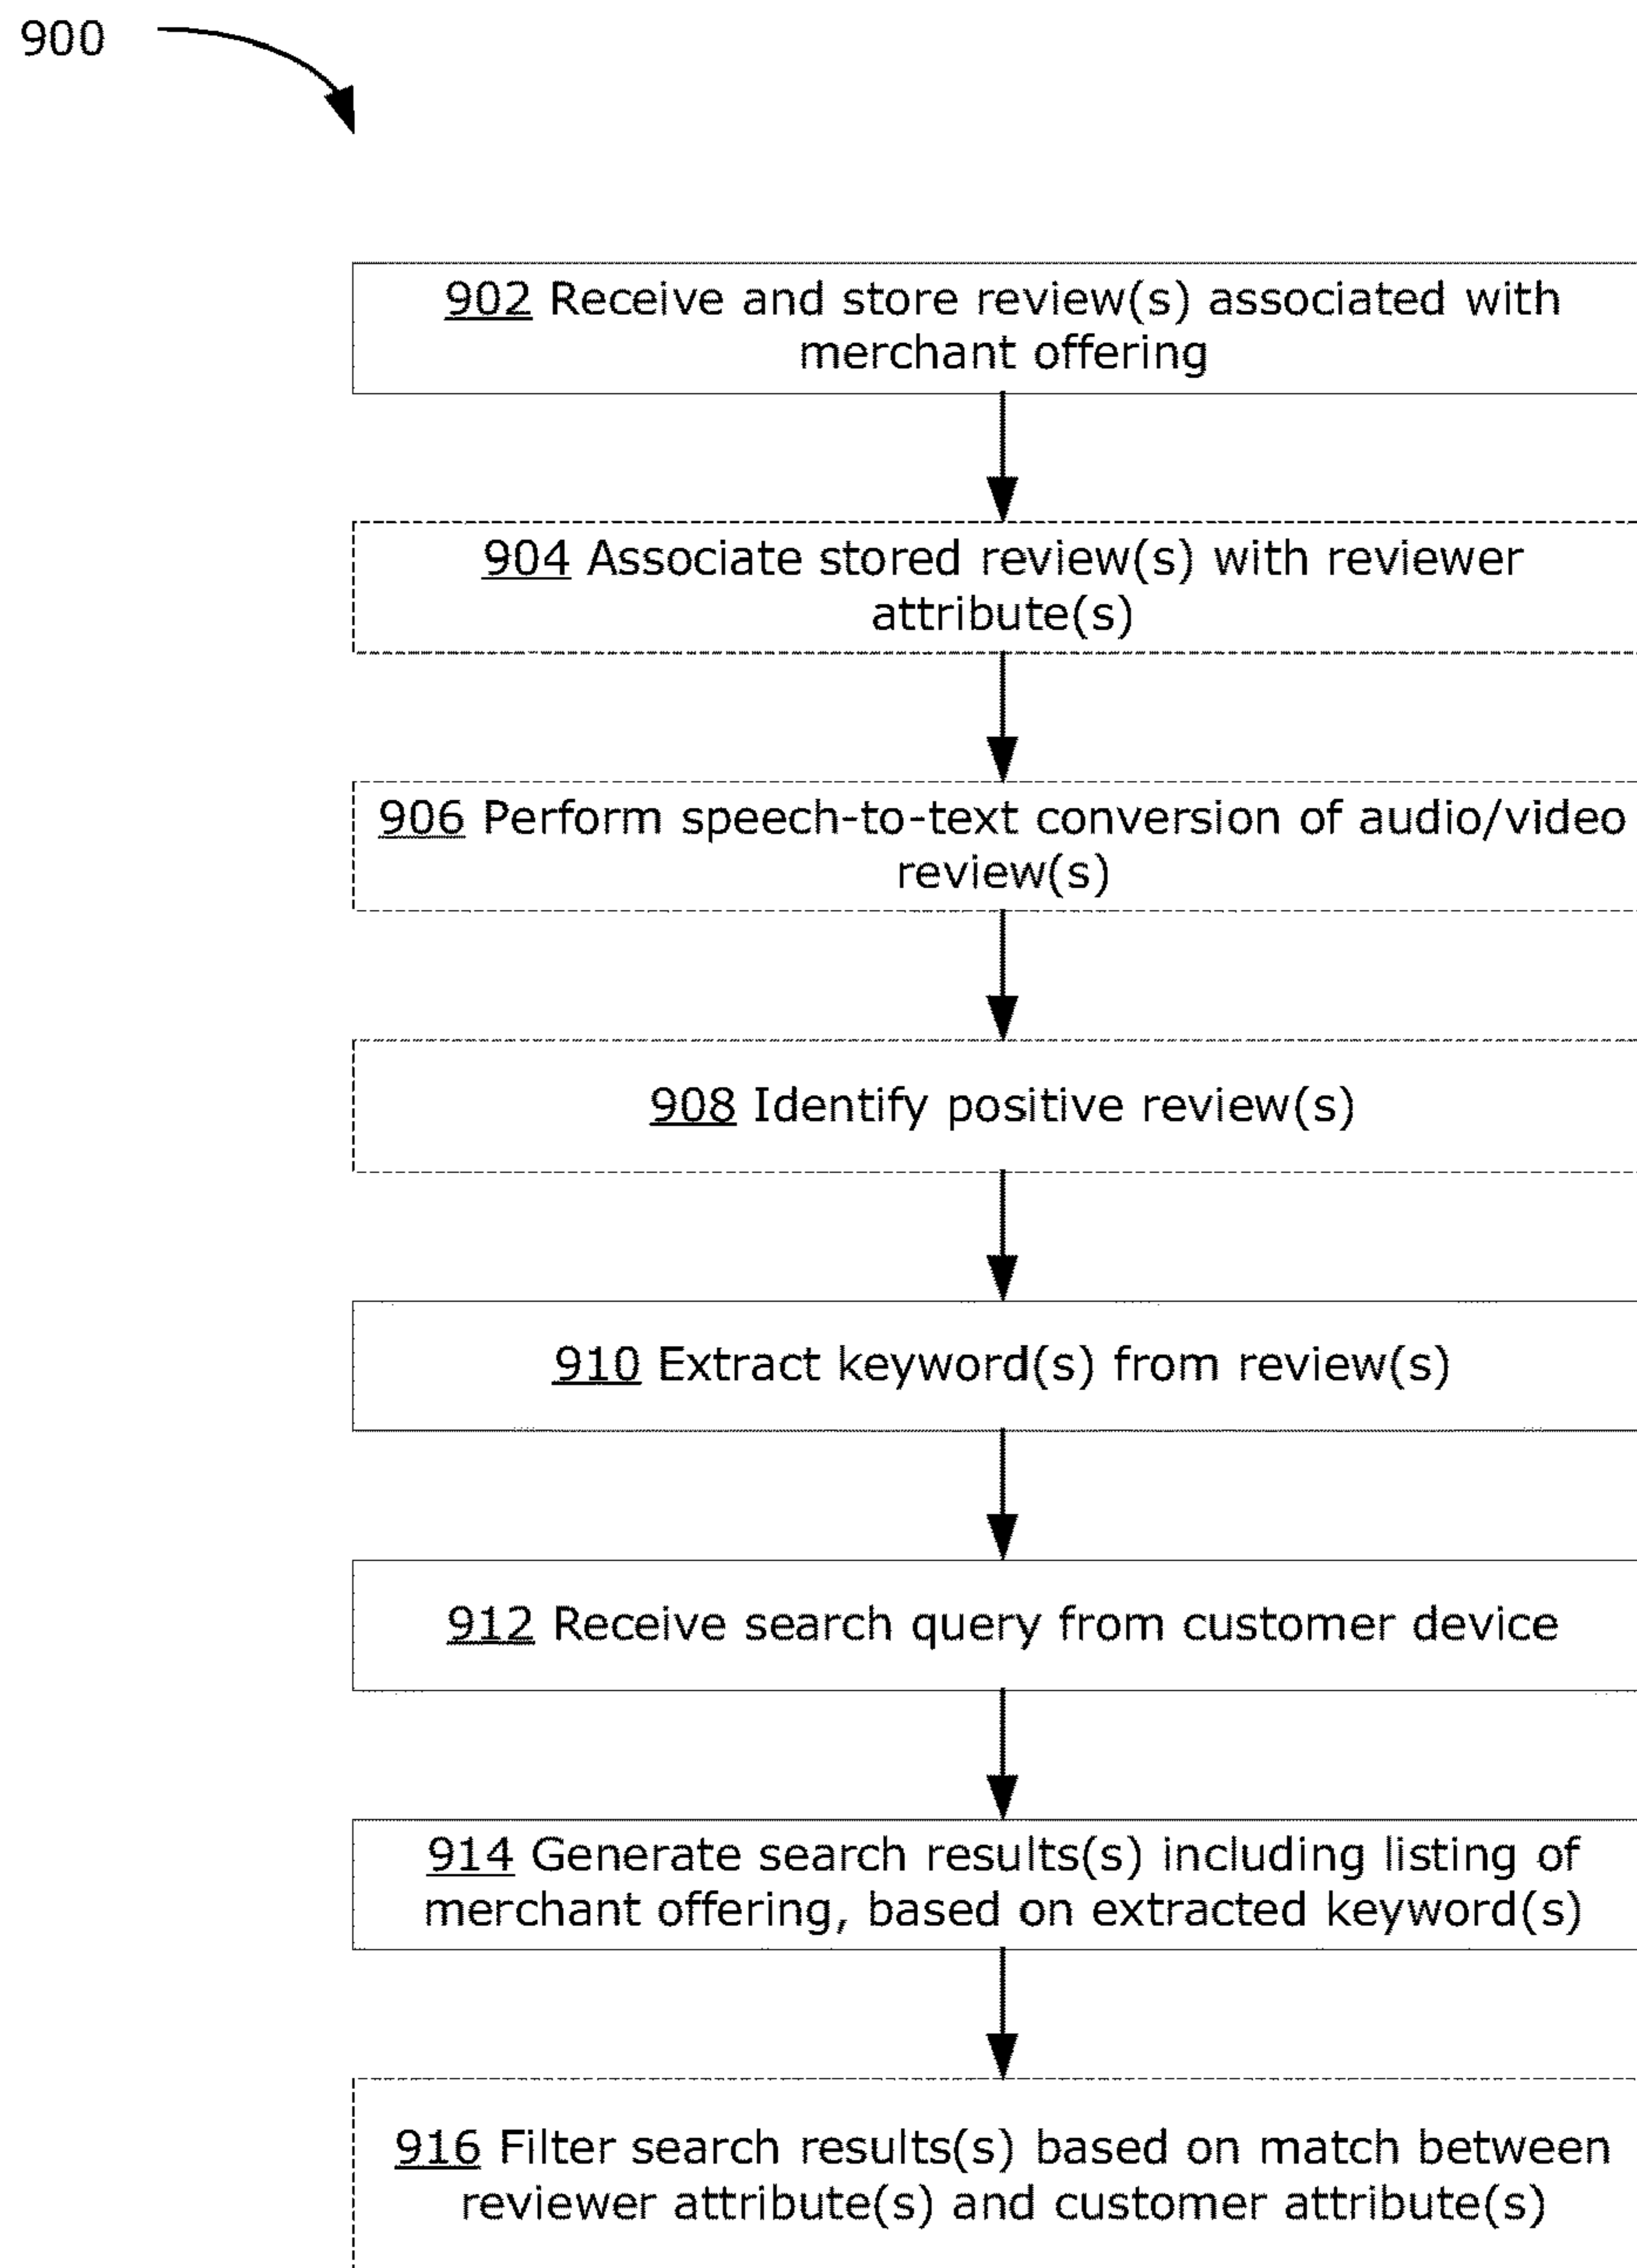 900
902 Receive and store review(s) associated with
merchant offering
904 Associate stored review(s) with reviewer
attribute(s)
906 Perform speech-to-text conversion of audio/video
review(s)
908 Identify positive review(s)
910 Extract keyword(s) from review(s)
912 Receive search query from customer device
914 Generate search results(s) including listing of
merchant offering, based on extracted keyword(s)
916 Filter search results(s) based on match between
reviewer attribute(s) and customer attribute(s)